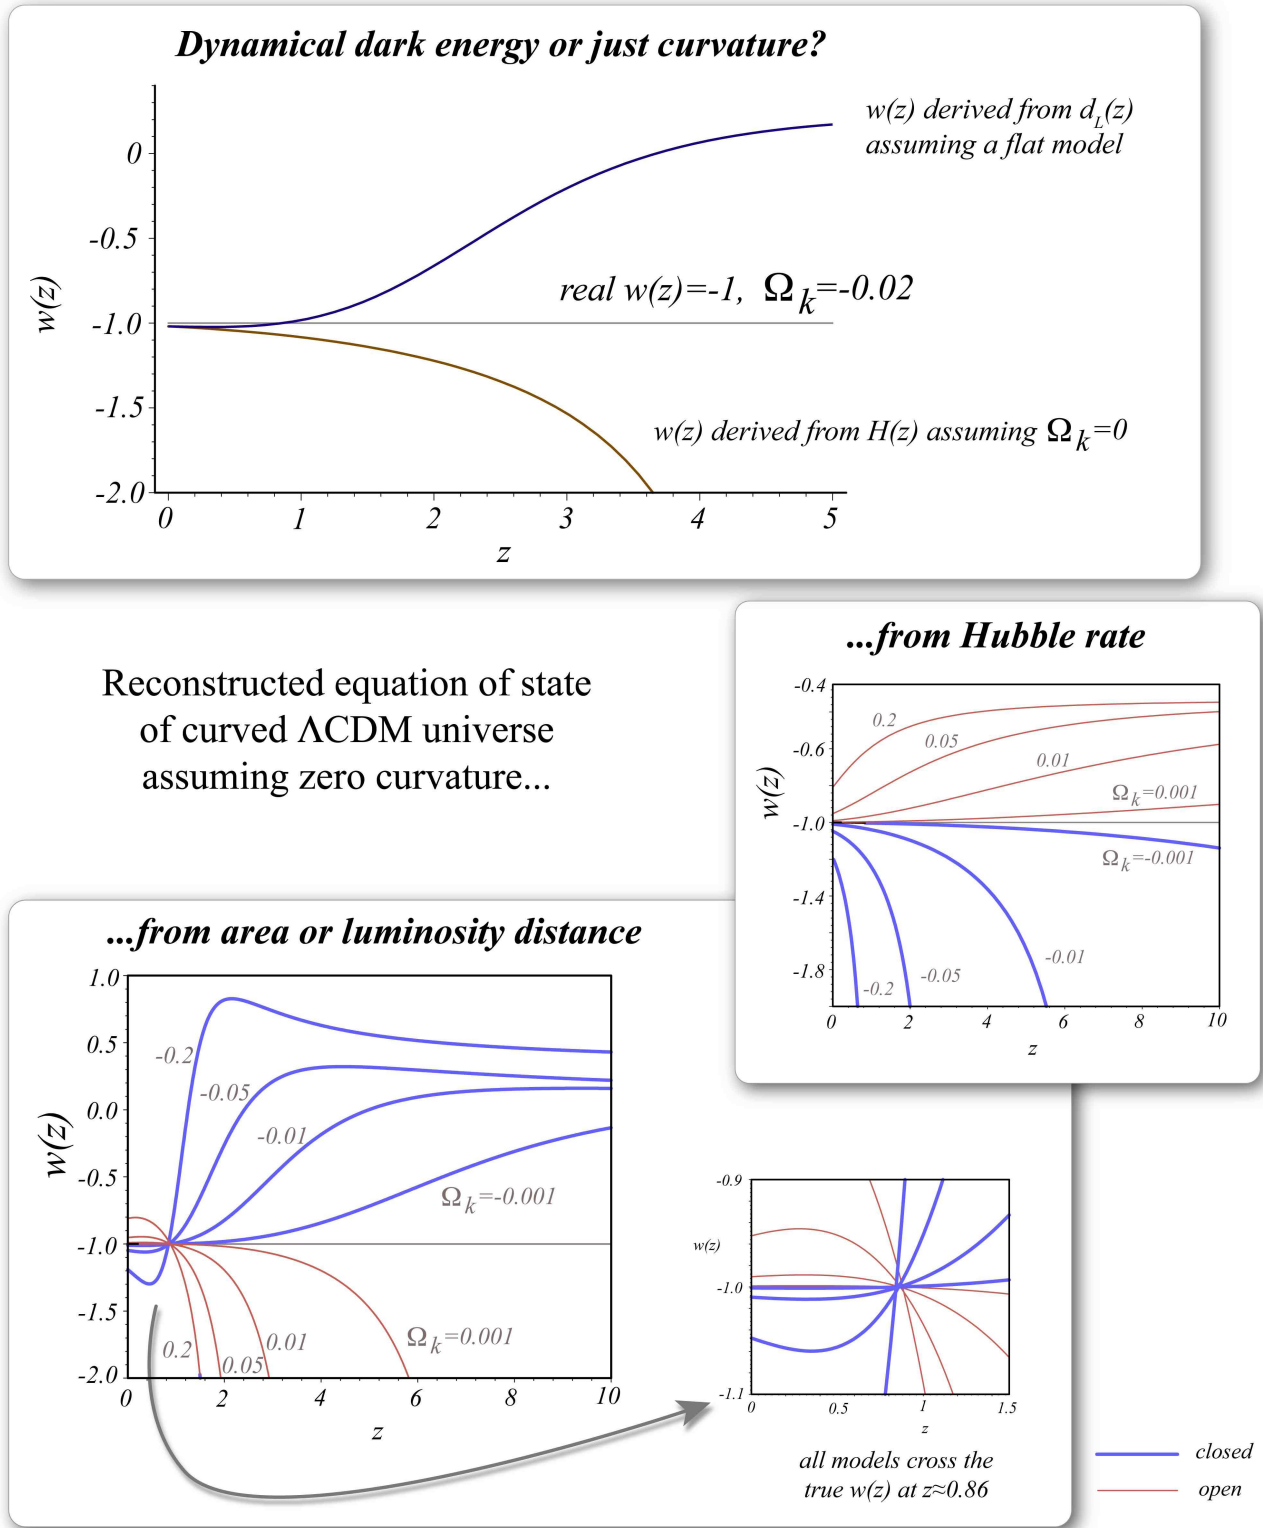 Dynamical dark energy or just curvature?
w(z) derived from d_L(z)
assuming a flat model
0
-0.5
-1.0
-1.5
-2.0
w(z)
real w(z)=-1, Ω_k=-0.02
w(z) derived from H(z) assuming Ω_k=0
0 1 2 3 4 5
z
Reconstructed equation of state
of curved ΛCDM universe
assuming zero curvature...
...from Hubble rate
-0.4
-0.6
-1.0
-1.4
-1.8
w(z)
0.2
0.05
0.01
Ω_k=0.001
Ω_k=-0.001
-0.01
-0.05
-0.2
0 2 4 6 8 10
z
...from area or luminosity distance
1.0
0.5
0.0
-0.5
-1.0
-1.5
-2.0
w(z)
-0.2
-0.05
-0.01
Ω_k=-0.001
Ω_k=0.001
0.01
0.05
0.2
0 2 4 6 8 10
z
-0.9
-1.0
-1.1
w(z)
0 0.5 1 1.5
z
all models cross the
true w(z) at z≈0.86
closed
open